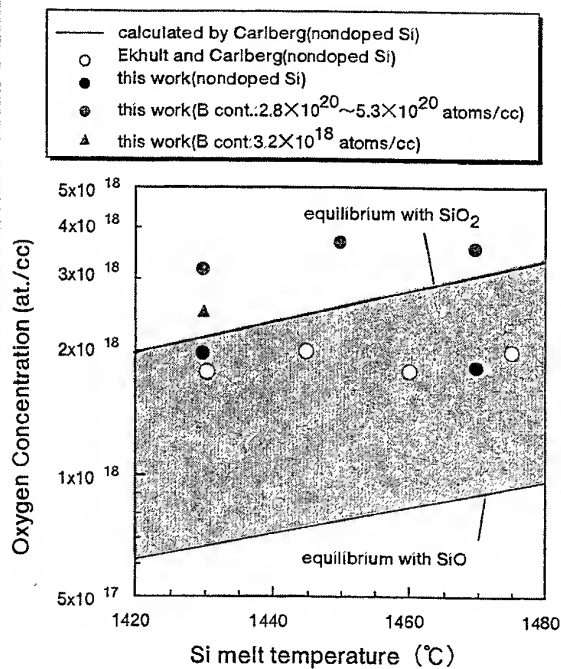 calculated by Carlberg(nondoped Si)
Ekhult and Carlberg(nondoped Si)
this work(nondoped Si)
this work(B cont.:2.8×10^20～5.3×10^20 atoms/cc)
this work(B cont:3.2×10^18 atoms/cc)
5x10^18
4x10^18
3x10^18
2x10^18
1x10^18
5x10^17
Oxygen Concentration (at./cc)
equilibrium with SiO2
equilibrium with SiO
1420 1440 1460 1480
Si melt temperature (°C)